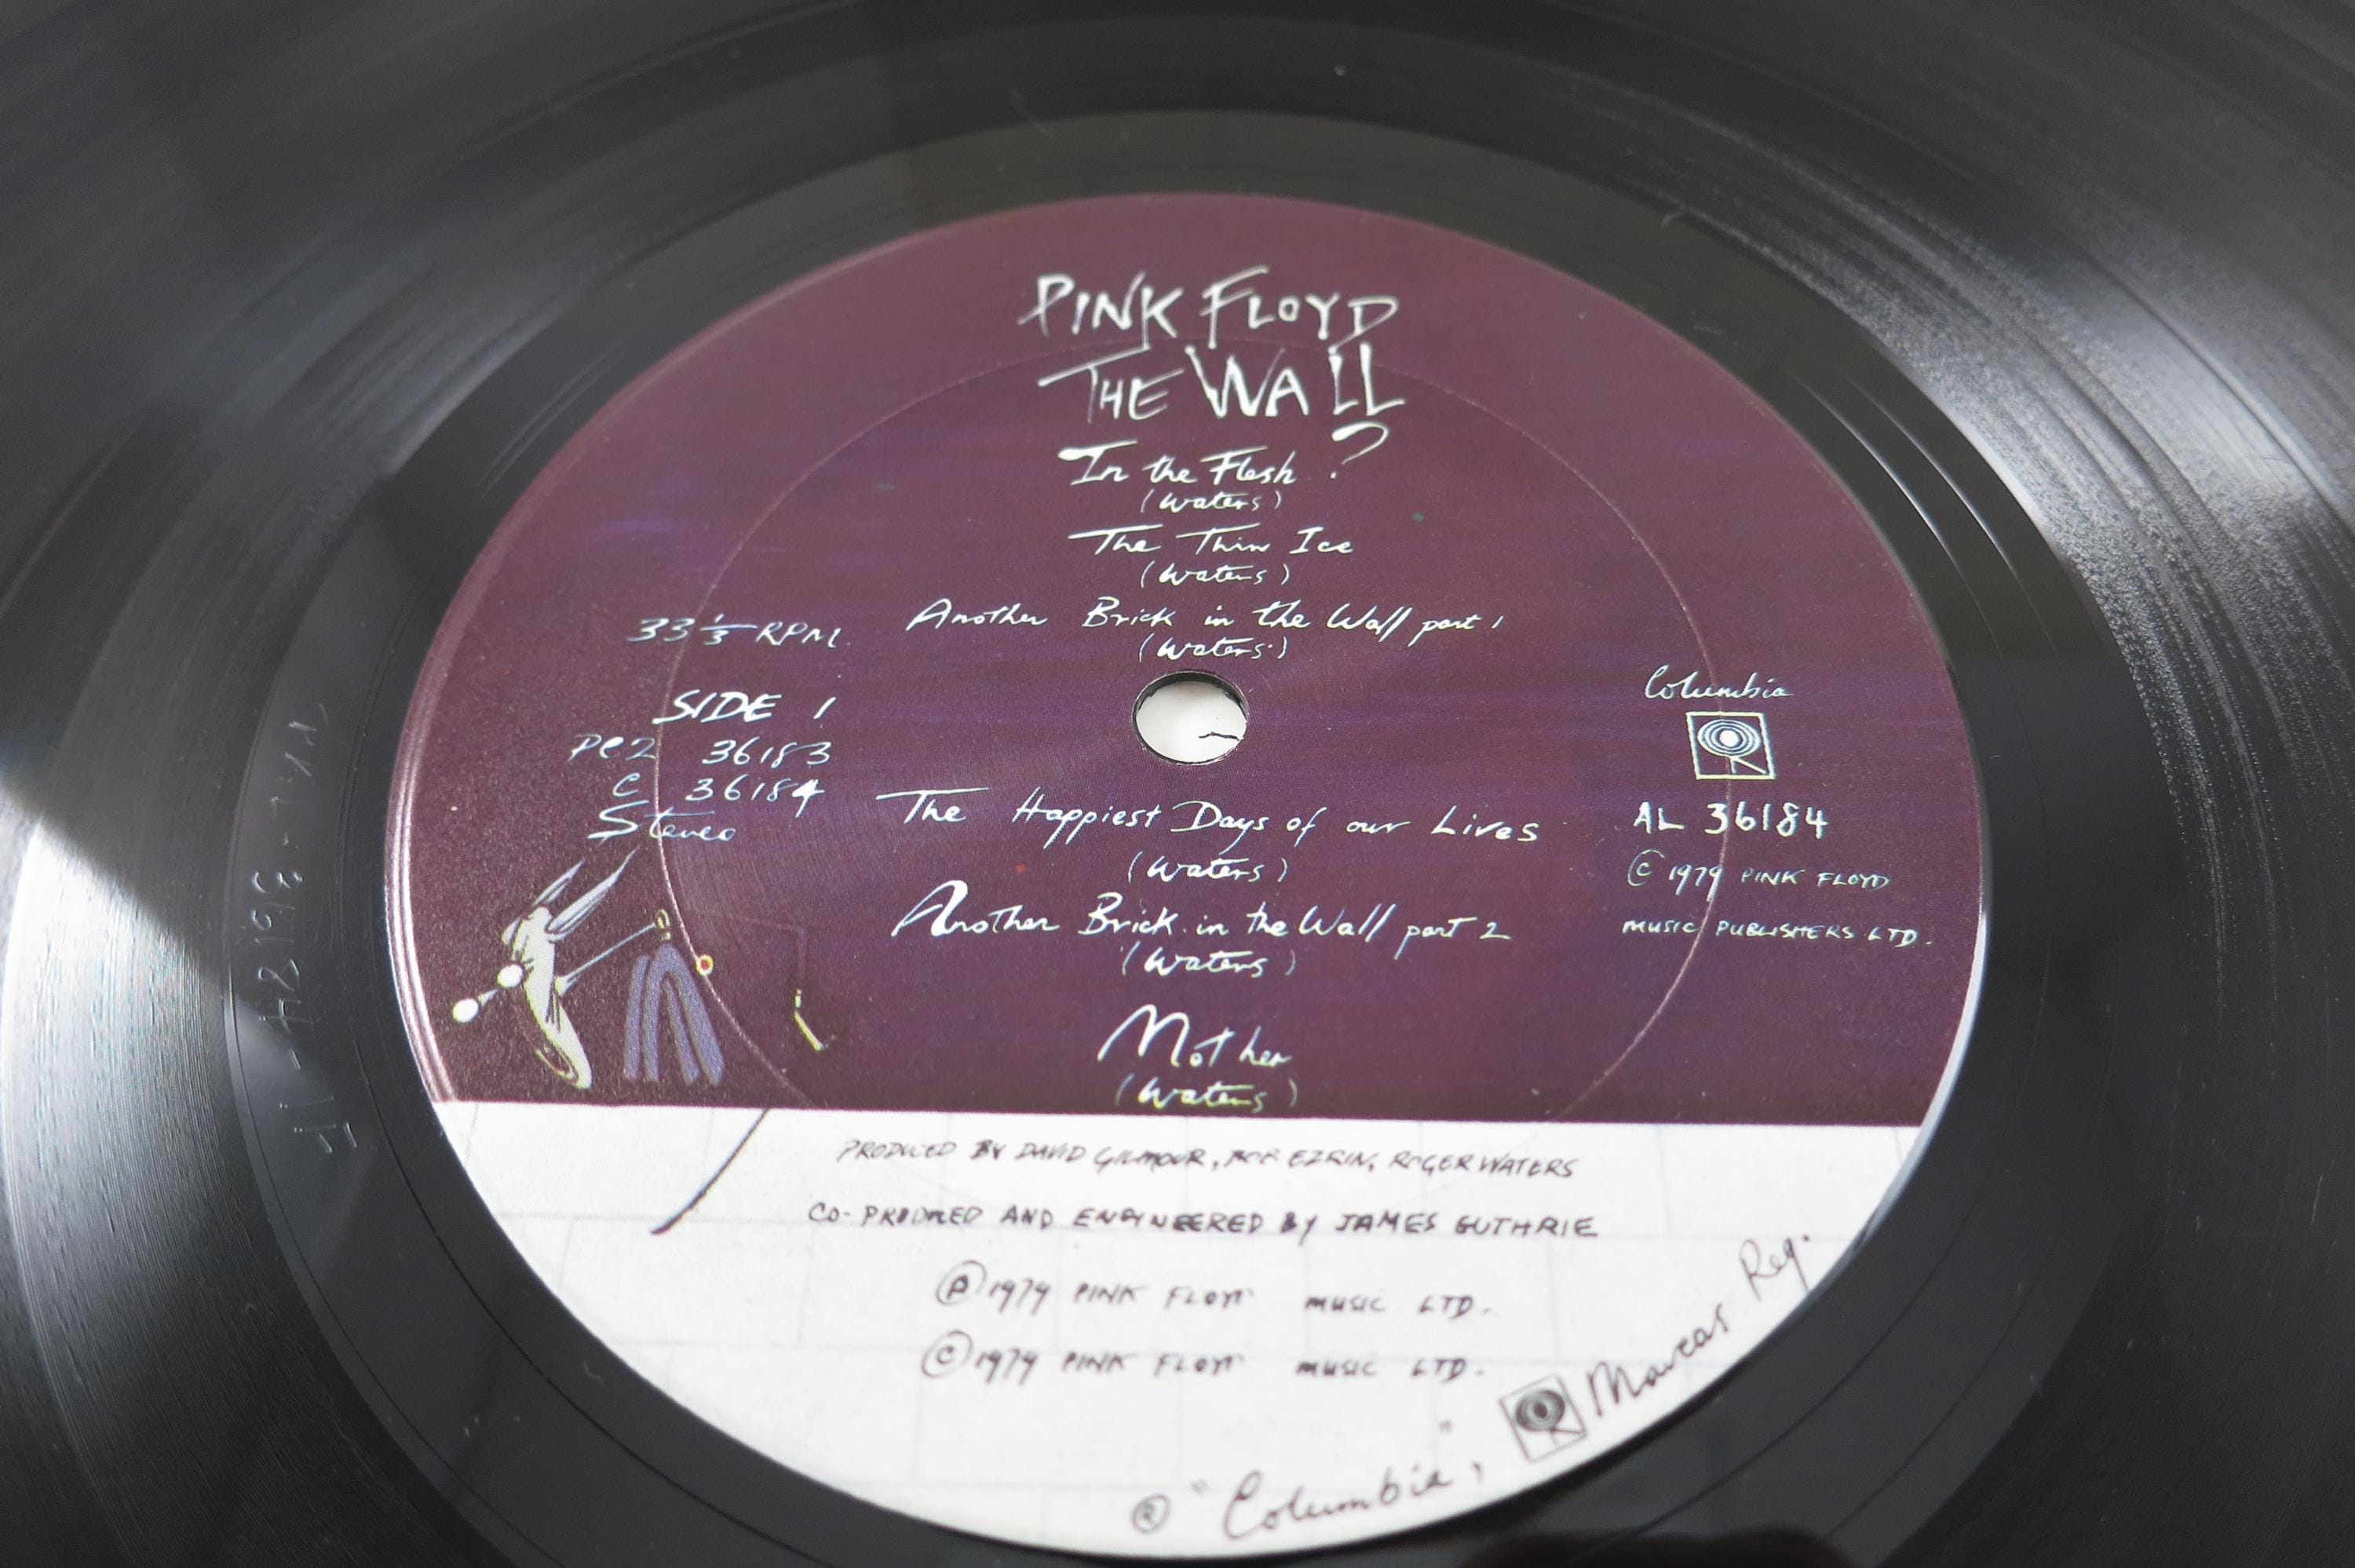 PINK FLOYD
THE WALL
In the Flesh ?
(Waters)
The Thin Ice
(Waters)
Another Brick in the Wall part 1
(Waters)
33 1/3 RPM
SIDE 1
PC2 36183
C 36184
Stereo
Columbia
AL 36184
© 1979 PINK FLOYD
MUSIC PUBLISHERS LTD.
The Happiest Days of our Lives
(Waters)
Another Brick in the Wall part 2
(Waters)
Mother
(Waters)
PRODUCED BY DAVID GILMOUR, BOB EZRIN, ROGER WATERS
CO-PRODUCED AND ENGINEERED BY JAMES GUTHRIE
Ⓟ 1979 PINK FLOYD MUSIC LTD.
© 1979 PINK FLOYD MUSIC LTD.
® "Columbia", Marcas Reg.